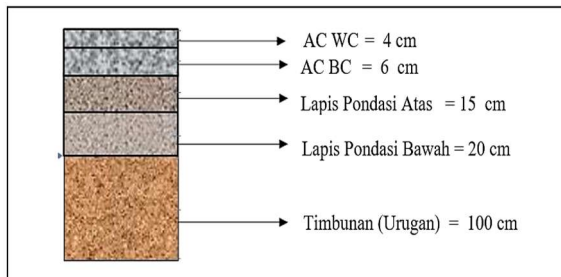 AC WC = 4 cm
AC BC = 6 cm
Lapis Pondasi Atas = 15 cm
Lapis Pondasi Bawah = 20 cm
Timbunan (Urugan) = 100 cm